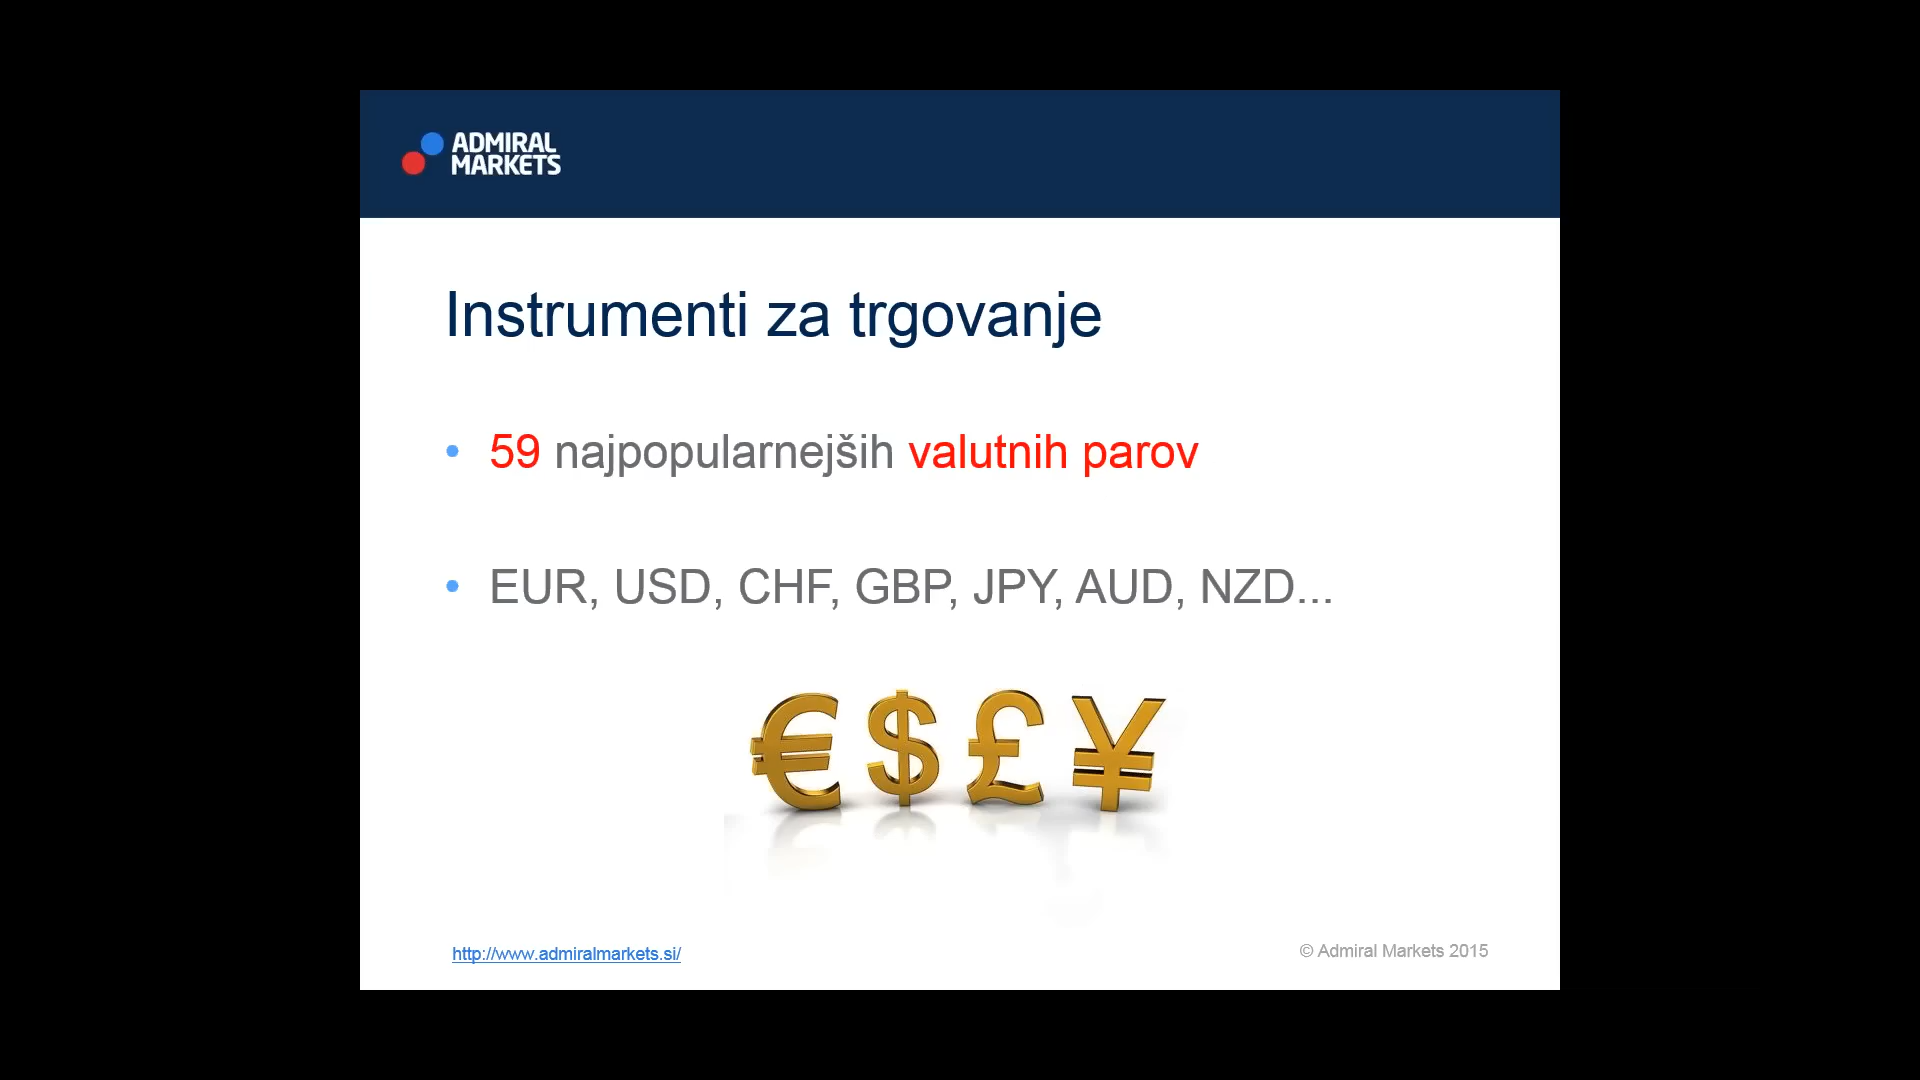 ADMIRAL
MARKETS
Instrumenti za trgovanje
• 59 najpopularnejših valutnih parov
• EUR, USD, CHF, GBP, JPY, AUD, NZD...
€ $ £ ¥
http://www.admiralmarkets.si/
© Admiral Markets 2015